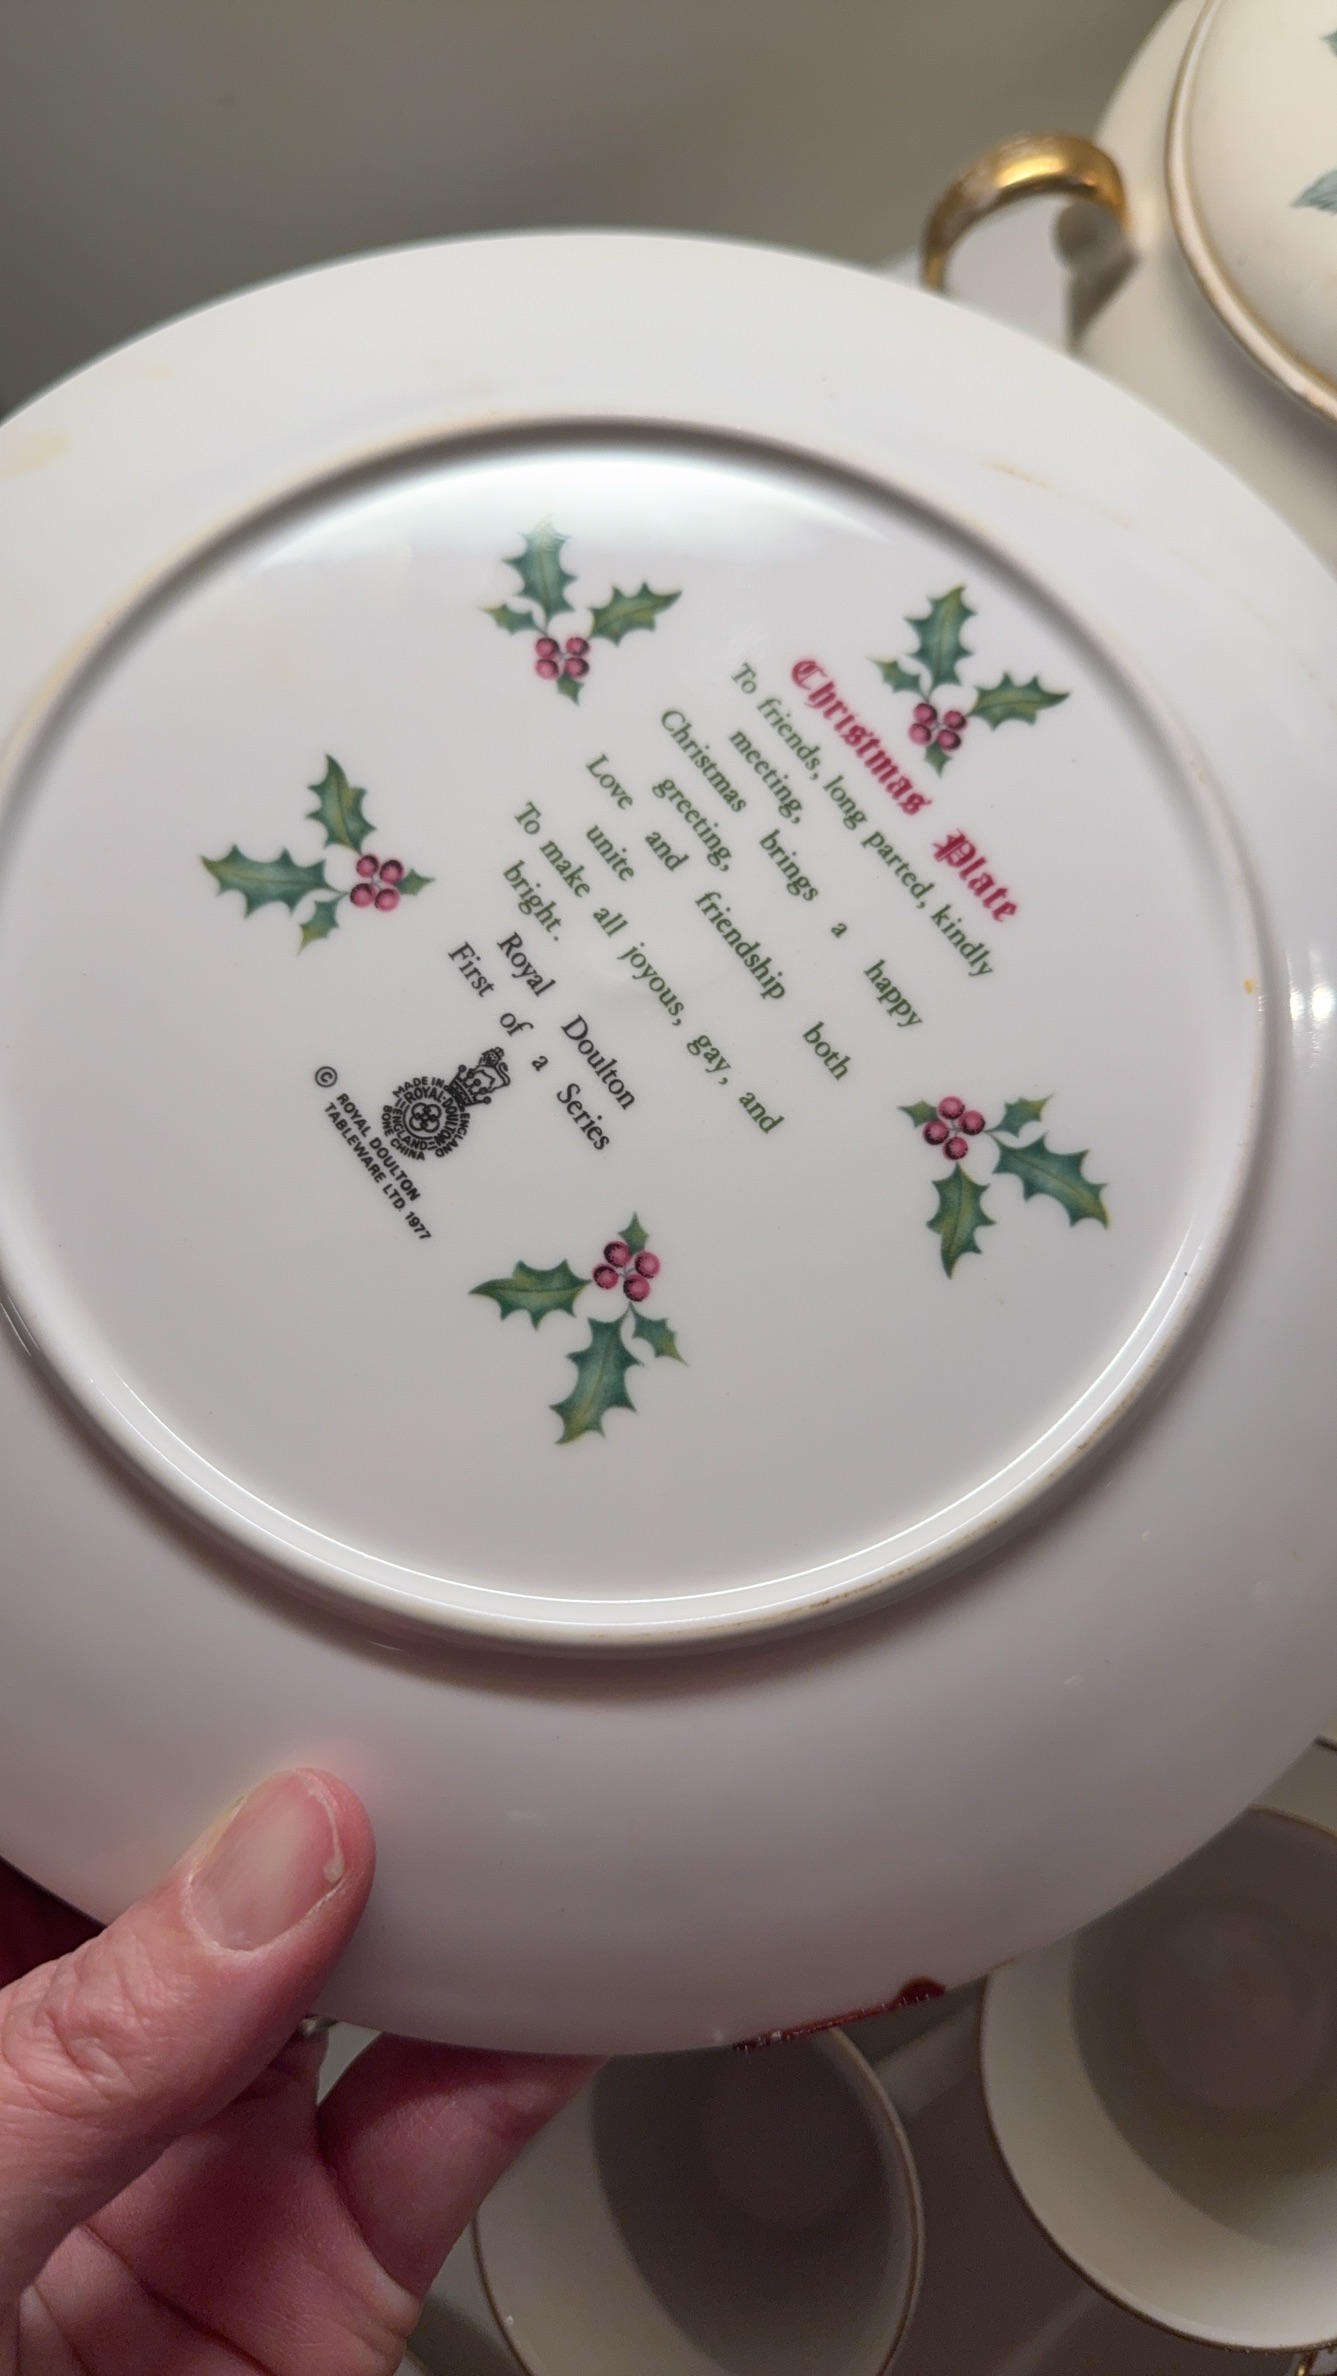 Christmas Plate
To friends, long parted, kindly
meeting,
Christmas brings a happy
greeting,
Love and friendship both
unite
To make all joyous, gay, and
bright.
Royal Doulton
First of a Series
MADE IN ENGLAND
ROYAL·DOULTON
ENGLAND
BONE CHINA
© ROYAL DOULTON
TABLEWARE LTD. 1977